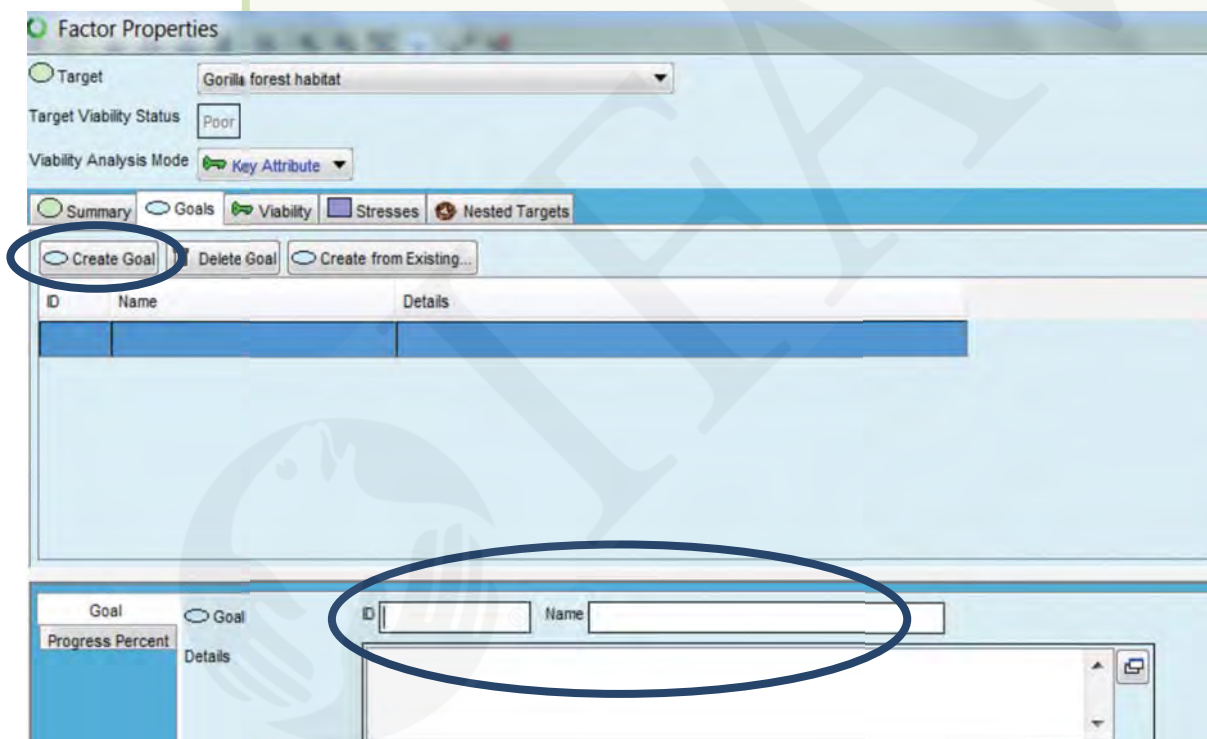 Factor Properties
Target Gorilla forest habitat
Target Viability Status Poor
Viability Analysis Mode Key Attribute
Summary Goals Viability Stresses Nested Targets
Create Goal Delete Goal Create from Existing...
ID Name Details
Goal Goal ID Name
Progress Percent
Details